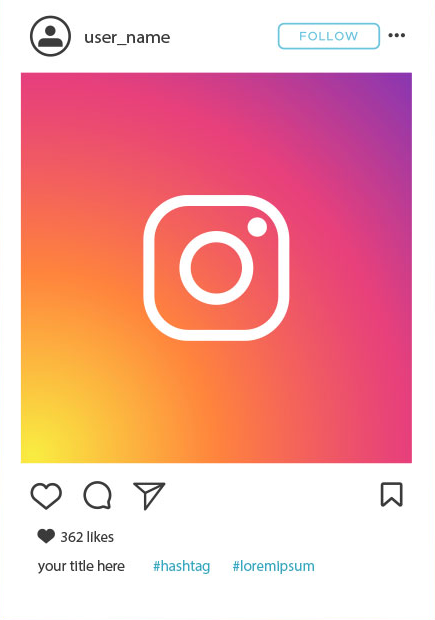 user_name FOLLOW
362 likes
your title here #hashtag #loremipsum